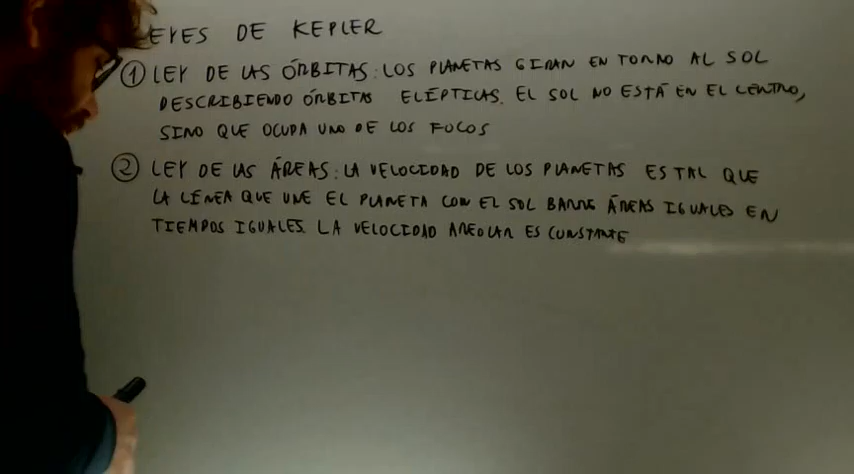 EYES DE KEPLER
① LEY DE LAS ÓRBITAS: LOS PLANETAS GIRAN EN TORNO AL SOL
DESCRIBIENDO ÓRBITAS ELÍPTICAS. EL SOL NO ESTÁ EN EL CENTRO,
SINO QUE OCUPA UNO DE LOS FOCOS
② LEY DE LAS ÁREAS: LA VELOCIDAD DE LOS PLANETAS ES TAL QUE
LA LÍNEA QUE UNE EL PLANETA CON EL SOL BARRE ÁREAS IGUALES EN
TIEMPOS IGUALES. LA VELOCIDAD AREOLAR ES CONSTANTE